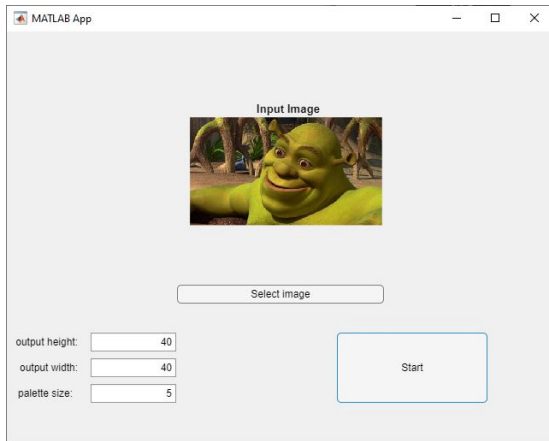 MATLAB App
Input Image
Select image
output height: 40
output width: 40
palette size: 5
Start